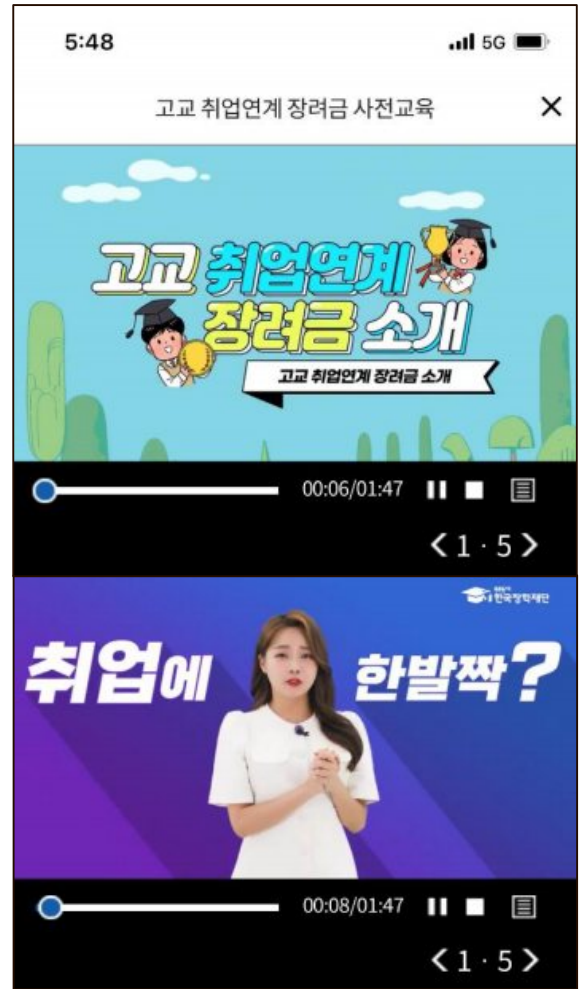 5:48
5G
고교 취업연계 장려금 사전교육
고교 취업연계
장려금 소개
고교 취업연계 장려금 소개
00:06/01:47
1 · 5
한국장학재단
취업에 한발짝?
00:08/01:47
1 · 5